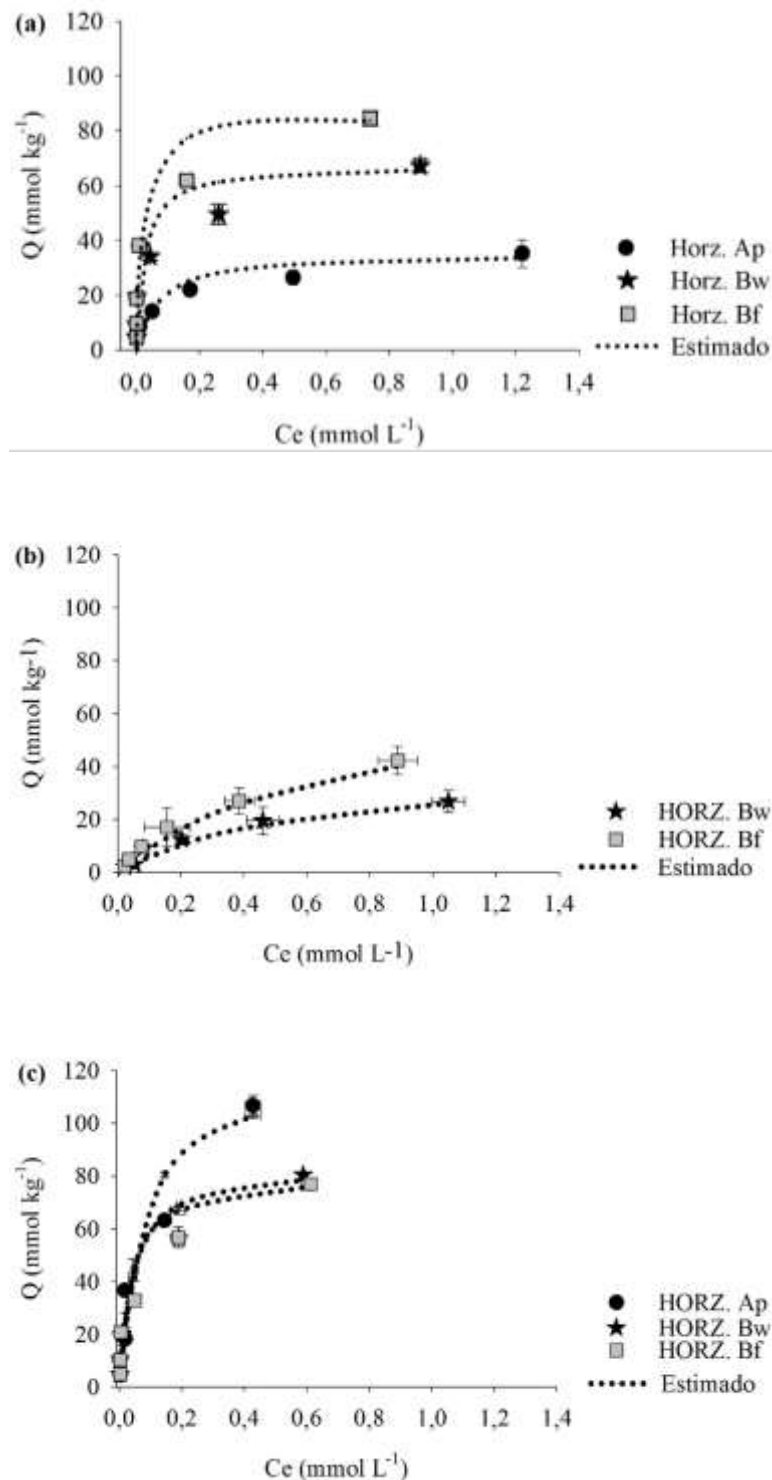 (a)
120
100
80
60
40
20
0
Q (mmol kg⁻¹)
0,0 0,2 0,4 0,6 0,8 1,0 1,2 1,4
Ce (mmol L⁻¹)
Horz. Ap
Horz. Bw
Horz. Bf
Estimado
(b)
120
100
80
60
40
20
0
Q (mmol kg-1)
0,0 0,2 0,4 0,6 0,8 1,0 1,2 1,4
Ce (mmol L-1)
HORZ. Bw
HORZ. Bf
Estimado
(c)
120
100
80
60
40
20
0
Q (mmol kg⁻¹)
0,0 0,2 0,4 0,6 0,8 1,0 1,2 1,4
Ce (mmol L⁻¹)
HORZ. Ap
HORZ. Bw
HORZ. Bf
Estimado